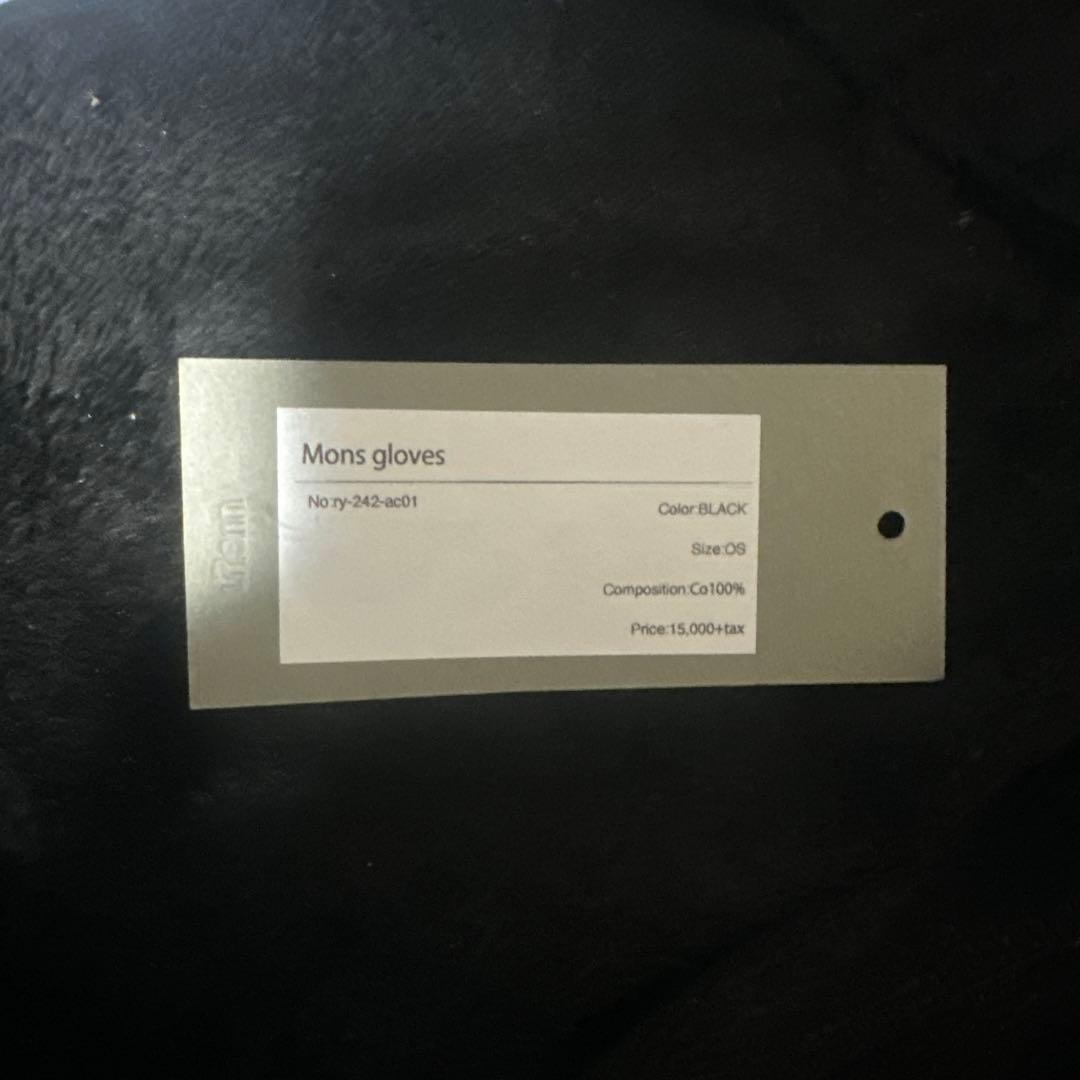 Mons gloves
No:ry-242-ac01
Color:BLACK
Size:OS
Composition:Co100%
Price:15,000+tax